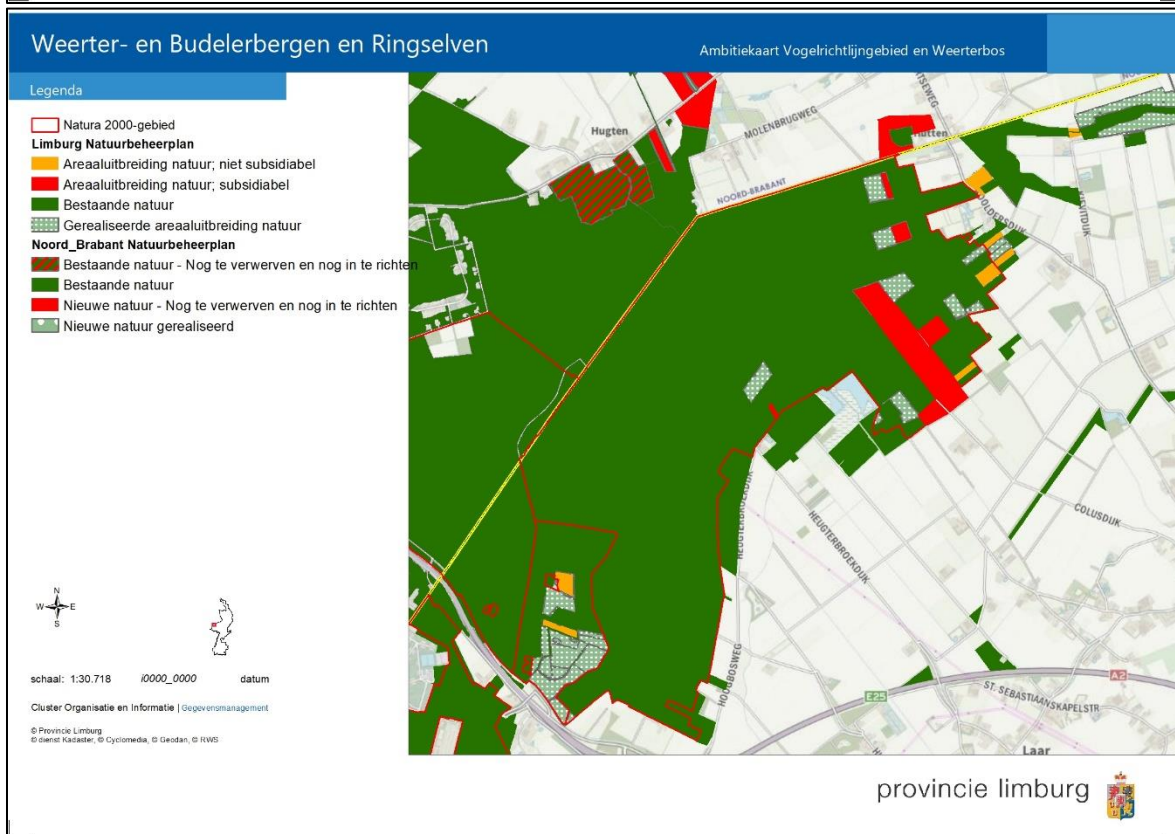 Weerter- en Budelerbergen en Ringselven
Ambitiekaart Vogelrichtlijngebied en Weerterbos
Legenda
Natura 2000-gebied
Limburg Natuurbeheerplan
Areaaluitbreiding natuur; niet subsidiabel
Areaaluitbreiding natuur; subsidiabel
Bestaande natuur
Gerealiseerde areaaluitbreiding natuur
Noord_Brabant Natuurbeheerplan
Bestaande natuur - Nog te verwerven en nog in te richten
Bestaande natuur
Nieuwe natuur - Nog te verwerven en nog in te richten
Nieuwe natuur gerealiseerd
N
W E
S
schaal: 1:30.718 i0000_0000 datum
Cluster Organisatie en Informatie | Gegevensmanagement
© Provincie Limburg
© dienst Kadaster, © Cyclomedia, © Geodan, © RWS
Hugten
MOLENBRUGWEG
NOORD-BRABANT
HEUGTERBROEKDIJK
HEUGTERBROEKDIJK
COLUSDIJK
HOOGBOSWEG
E25
A2
ST. SEBASTIAANSKAPELSTR
Laar
provincie limburg